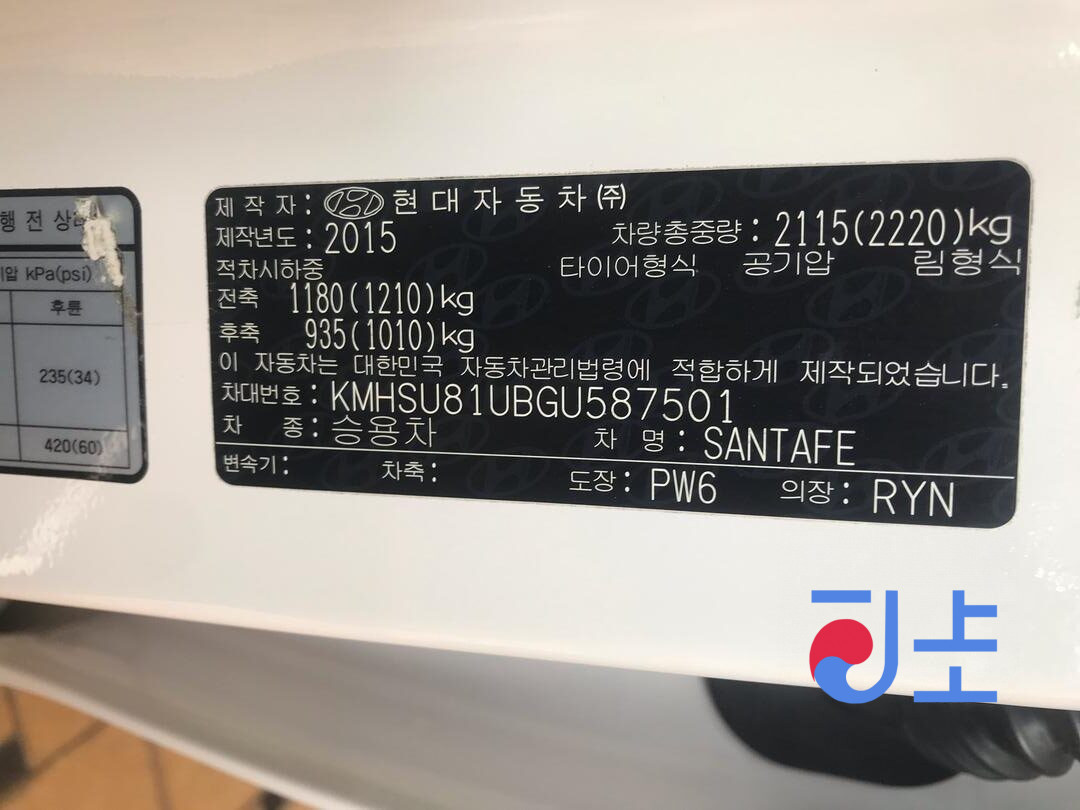 행 전 상
기압 kPa(psi)
후륜
235(34)
420(60)
제 작 자 : 현 대 자 동 차 ㈜
제작년도 : 2015 차량총중량 : 2115(2220)kg
적차시하중 타이어형식 공기압 림형식
전축 1180(1210)kg
후축 935(1010)kg
이 자동차는 대한민국 자동차관리법령에 적합하게 제작되었습니다.
차대번호 : KMHSU81UBGU587501
차 종 : 승용차 차 명 : SANTAFE
변속기 : 차축 : 도장 : PW6 의장 : RYN